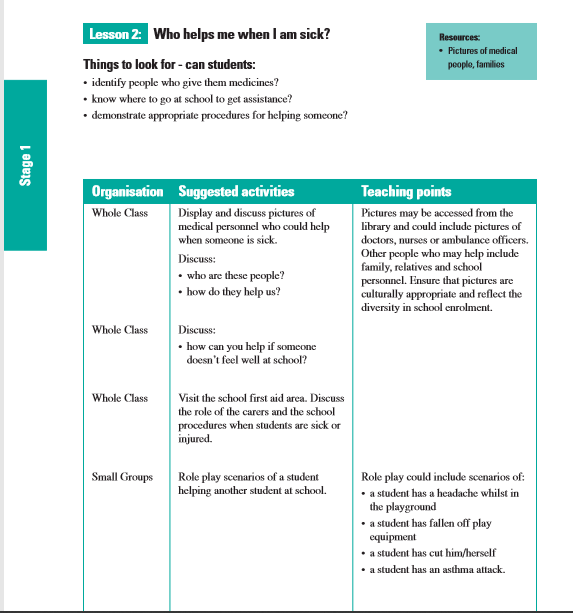 Lesson 2: Who helps me when I am sick?
Resources:
• Pictures of medical
people, families
Things to look for - can students:
• identify people who give them medicines?
• know where to go at school to get assistance?
• demonstrate appropriate procedures for helping someone?
Stage 1
Organisation Suggested activities Teaching points
Whole Class
Display and discuss pictures of
medical personnel who could help
when someone is sick.
Discuss:
• who are these people?
• how do they help us?
Pictures may be accessed from the
library and could include pictures of
doctors, nurses or ambulance officers.
Other people who may help include
family, relatives and school
personnel. Ensure that pictures are
culturally appropriate and reflect the
diversity in school enrolment.
Whole Class
Discuss:
• how can you help if someone
doesn't feel well at school?
Whole Class
Visit the school first aid area. Discuss
the role of the carers and the school
procedures when students are sick or
injured.
Small Groups
Role play scenarios of a student
helping another student at school.
Role play could include scenarios of:
• a student has a headache whilst in
the playground
• a student has fallen off play
equipment
• a student has cut him/herself
• a student has an asthma attack.